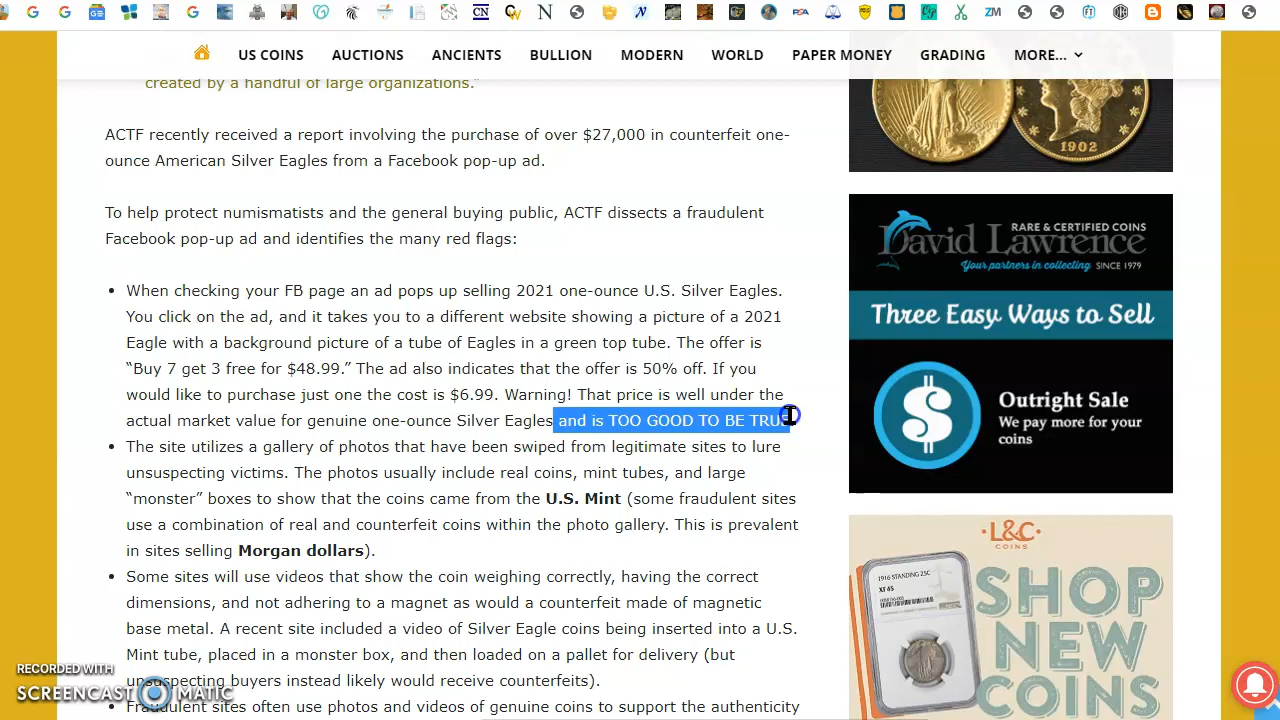 US COINS AUCTIONS ANCIENTS BULLION MODERN WORLD PAPER MONEY GRADING MORE...
created by a handful of large organizations."
ACTF recently received a report involving the purchase of over $27,000 in counterfeit one-
ounce American Silver Eagles from a Facebook pop-up ad.
To help protect numismatists and the general buying public, ACTF dissects a fraudulent
Facebook pop-up ad and identifies the many red flags:
• When checking your FB page an ad pops up selling 2021 one-ounce U.S. Silver Eagles.
You click on the ad, and it takes you to a different website showing a picture of a 2021
Eagle with a background picture of a tube of Eagles in a green top tube. The offer is
“Buy 7 get 3 free for $48.99.” The ad also indicates that the offer is 50% off. If you
would like to purchase just one the cost is $6.99. Warning! That price is well under the
actual market value for genuine one-ounce Silver Eagles and is TOO GOOD TO BE TRUE
• The site utilizes a gallery of photos that have been swiped from legitimate sites to lure
unsuspecting victims. The photos usually include real coins, mint tubes, and large
“monster” boxes to show that the coins came from the U.S. Mint (some fraudulent sites
use a combination of real and counterfeit coins within the photo gallery. This is prevalent
in sites selling Morgan dollars).
• Some sites will use videos that show the coin weighing correctly, having the correct
dimensions, and not adhering to a magnet as would a counterfeit made of magnetic
base metal. A recent site included a video of Silver Eagle coins being inserted into a U.S.
Mint tube, placed in a monster box, and then loaded on a pallet for delivery (but
unsuspecting buyers instead likely would receive counterfeits).
Fraudulent sites often use photos and videos of genuine coins to support the authenticity
1902
RARE & CERTIFIED COINS
David Lawrence
Your partners in collecting SINCE 1979
Three Easy Ways to Sell
Outright Sale
We pay more for your
coins
L&C
COINS
1916 STANDING 25C
XF 45
SHOP
NEW
COINS
RECORDED WITH
SCREENCAST MATIC